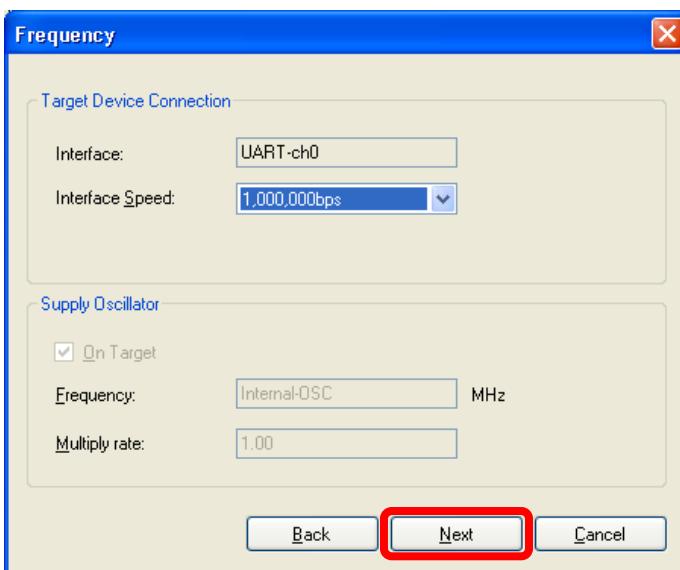 Frequency
Target Device Connection
Interface: UART-ch0
Interface Speed: 1,000,000bps
Supply Oscillator
On Target
Frequency: Internal-OSC MHz
Multiply rate: 1.00
Back Next Cancel